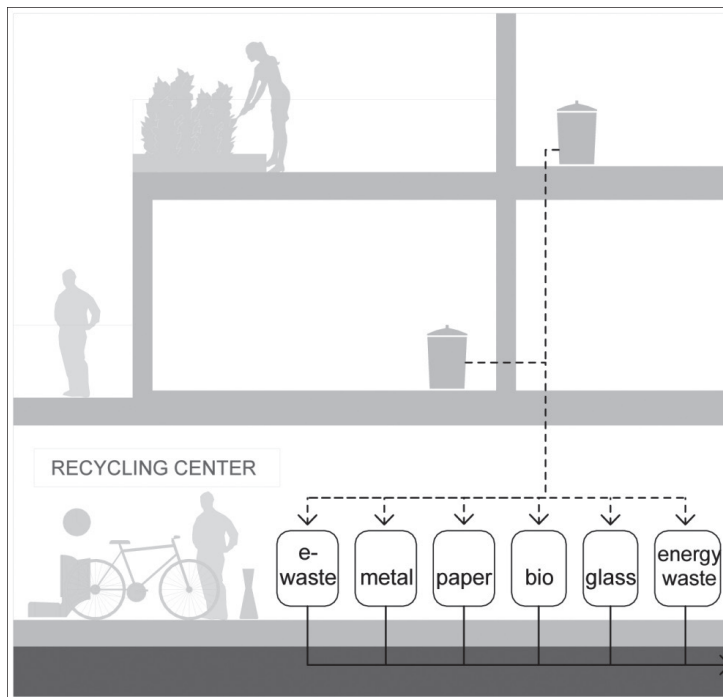 RECYCLING CENTER
e-
waste
metal
paper
bio
glass
energy
waste